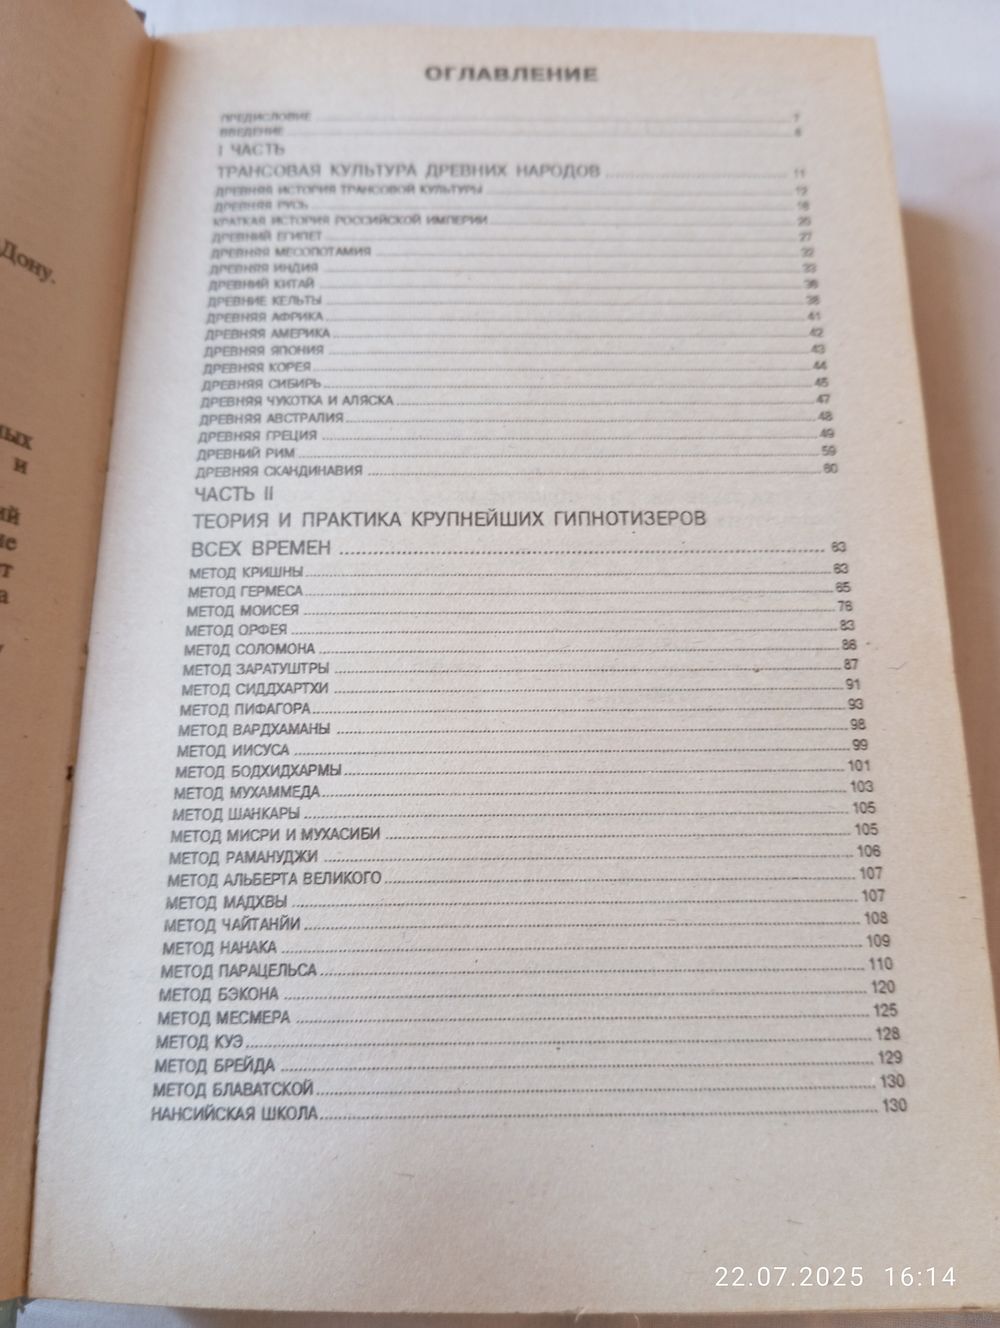 ОГЛАВЛЕНИЕ
ПРЕДИСЛОВИЕ 7
ВВЕДЕНИЕ
I ЧАСТЬ
ТРАНСОВАЯ КУЛЬТУРА ДРЕВНИХ НАРОДОВ 11
ДРЕВНЯЯ ИСТОРИЯ ТРАНСОВОЙ КУЛЬТУРЫ 12
ДРЕВНЯЯ РУСЬ
КРАТКАЯ ИСТОРИЯ РОССИЙСКОЙ ИМПЕРИИ
ДРЕВНИЙ ЕГИПЕТ 27
ДРЕВНЯЯ МЕСОПОТАМИЯ
ДРЕВНЯЯ ИНДИЯ 33
ДРЕВНИЙ КИТАЙ
ДРЕВНИЕ КЕЛЬТЫ
ДРЕВНЯЯ АФРИКА 41
ДРЕВНЯЯ АМЕРИКА 42
ДРЕВНЯЯ ЯПОНИЯ 43
ДРЕВНЯЯ КОРЕЯ 44
ДРЕВНЯЯ СИБИРЬ 45
ДРЕВНЯЯ ЧУКОТКА И АЛЯСКА 47
ДРЕВНЯЯ АВСТРАЛИЯ 48
ДРЕВНЯЯ ГРЕЦИЯ 49
ДРЕВНИЙ РИМ 59
ДРЕВНЯЯ СКАНДИНАВИЯ 60
ЧАСТЬ II
ТЕОРИЯ И ПРАКТИКА КРУПНЕЙШИХ ГИПНОТИЗЕРОВ
ВСЕХ ВРЕМЕН 63
МЕТОД КРИШНЫ 63
МЕТОД ГЕРМЕСА 65
МЕТОД МОИСЕЯ 78
МЕТОД ОРФЕЯ 83
МЕТОД СОЛОМОНА 86
МЕТОД ЗАРАТУШТРЫ 87
МЕТОД СИДДХАРТХИ 91
МЕТОД ПИФАГОРА 93
МЕТОД ВАРДХАМАНЫ 98
МЕТОД ИИСУСА 99
МЕТОД БОДХИДХАРМЫ 101
МЕТОД МУХАММЕДА 103
МЕТОД ШАНКАРЫ 105
МЕТОД МИСРИ И МУХАСИБИ 105
МЕТОД РАМАНУДЖИ 106
МЕТОД АЛЬБЕРТА ВЕЛИКОГО 107
МЕТОД МАДХВЫ 107
МЕТОД ЧАЙТАНЙИ 108
МЕТОД НАНАКА 109
МЕТОД ПАРАЦЕЛЬСА 110
МЕТОД БЭКОНА 120
МЕТОД МЕСМЕРА 125
МЕТОД КУЭ 128
МЕТОД БРЕЙДА 129
МЕТОД БЛАВАТСКОЙ 130
НАНСИЙСКАЯ ШКОЛА 130
Дону.
и
22.07.2025 16:14